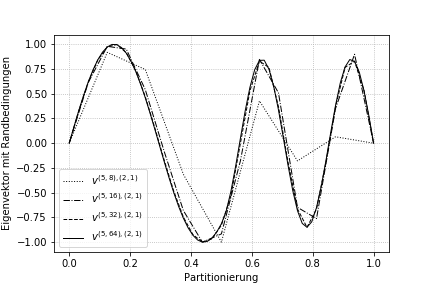 1.00
0.75
0.50
0.25
0.00
−0.25
−0.50
−0.75
−1.00
Eigenvektor mit Randbedingungen
v^(5, 8), (2, 1)
v^(5, 16), (2, 1)
v^(5, 32), (2, 1)
v^(5, 64), (2, 1)
0.0 0.2 0.4 0.6 0.8 1.0
Partitionierung